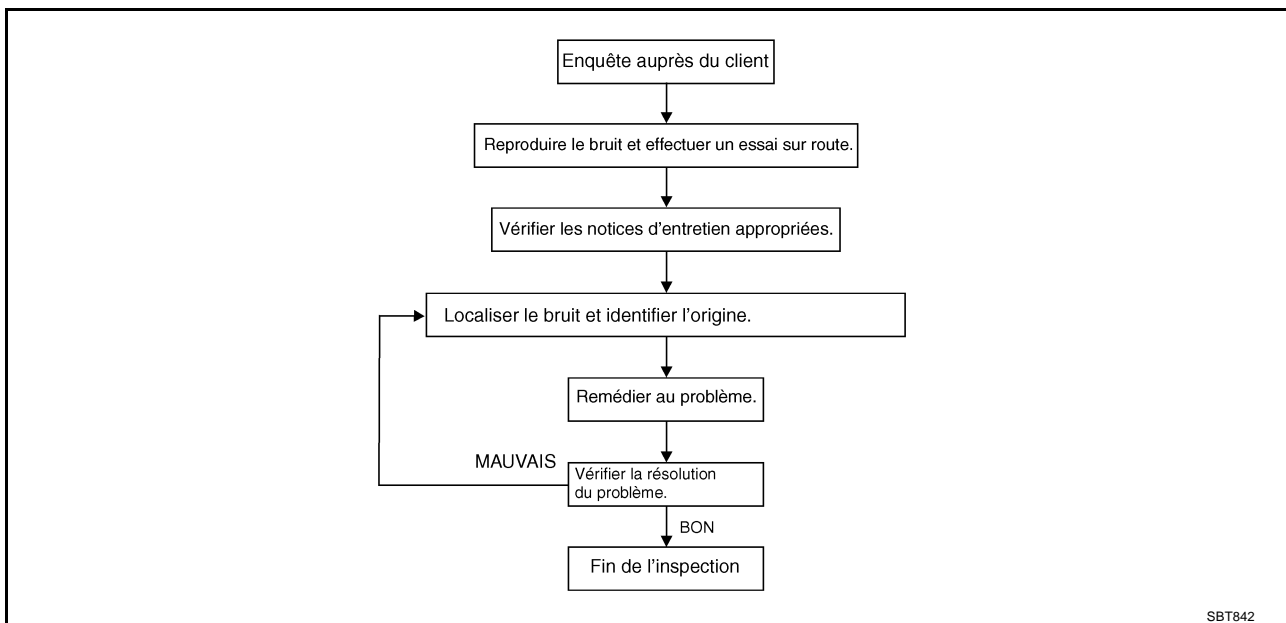 Enquête auprès du client
Reproduire le bruit et effectuer un essai sur route.
Vérifier les notices d'entretien appropriées.
Localiser le bruit et identifier l'origine.
Remédier au problème.
MAUVAIS
Vérifier la résolution
du problème.
BON
Fin de l'inspection
SBT842